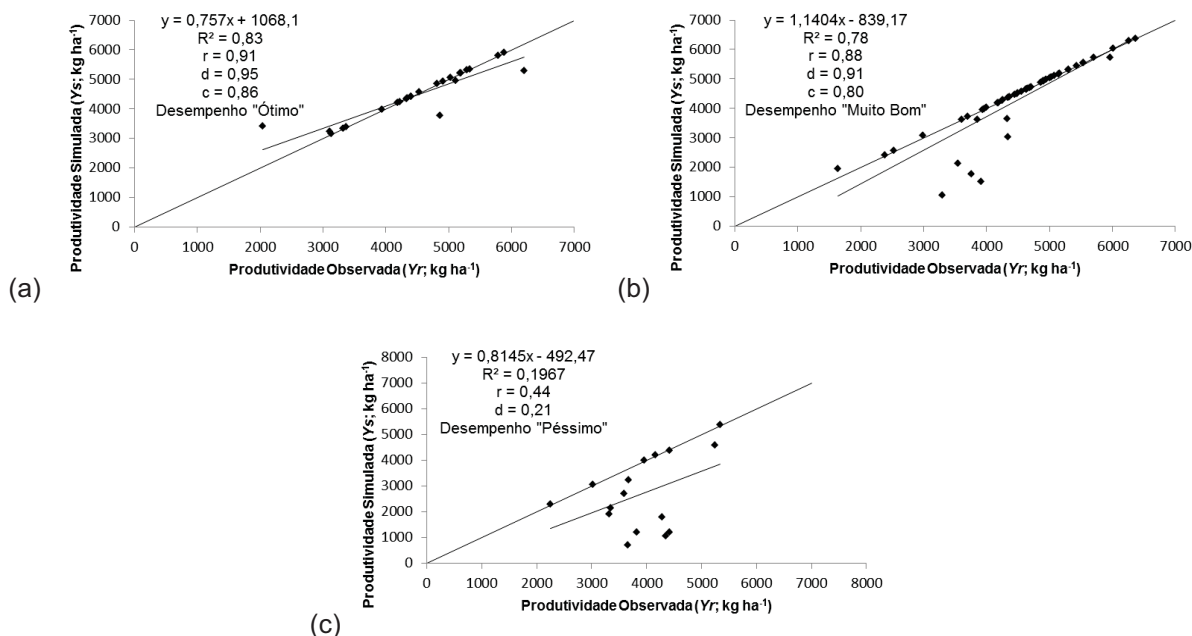 y = 0,757x + 1068,1
R² = 0,83
r = 0,91
d = 0,95
c = 0,86
Desempenho "Ótimo"
Produtividade Simulada (Ys; kg ha⁻¹)
7000
6000
5000
4000
3000
2000
1000
0
0 1000 2000 3000 4000 5000 6000 7000
Produtividade Observada (Yr; kg ha⁻¹)
(a)
y = 1,1404x - 839,17
R² = 0,78
r = 0,88
d = 0,91
c = 0,80
Desempenho "Muito Bom"
Produtividade Simulada (Ys; kg ha⁻¹)
7000
6000
5000
4000
3000
2000
1000
0
0 1000 2000 3000 4000 5000 6000 7000
Produtividade Observada (Yr; kg ha⁻¹)
(b)
y = 0,8145x - 492,47
R² = 0,1967
r = 0,44
d = 0,21
Desempenho "Péssimo"
Produtividade Simulada (Ys; kg ha⁻¹)
8000
7000
6000
5000
4000
3000
2000
1000
0
0 1000 2000 3000 4000 5000 6000 7000 8000
Produtividade Observada (Yr; kg ha⁻¹)
(c)